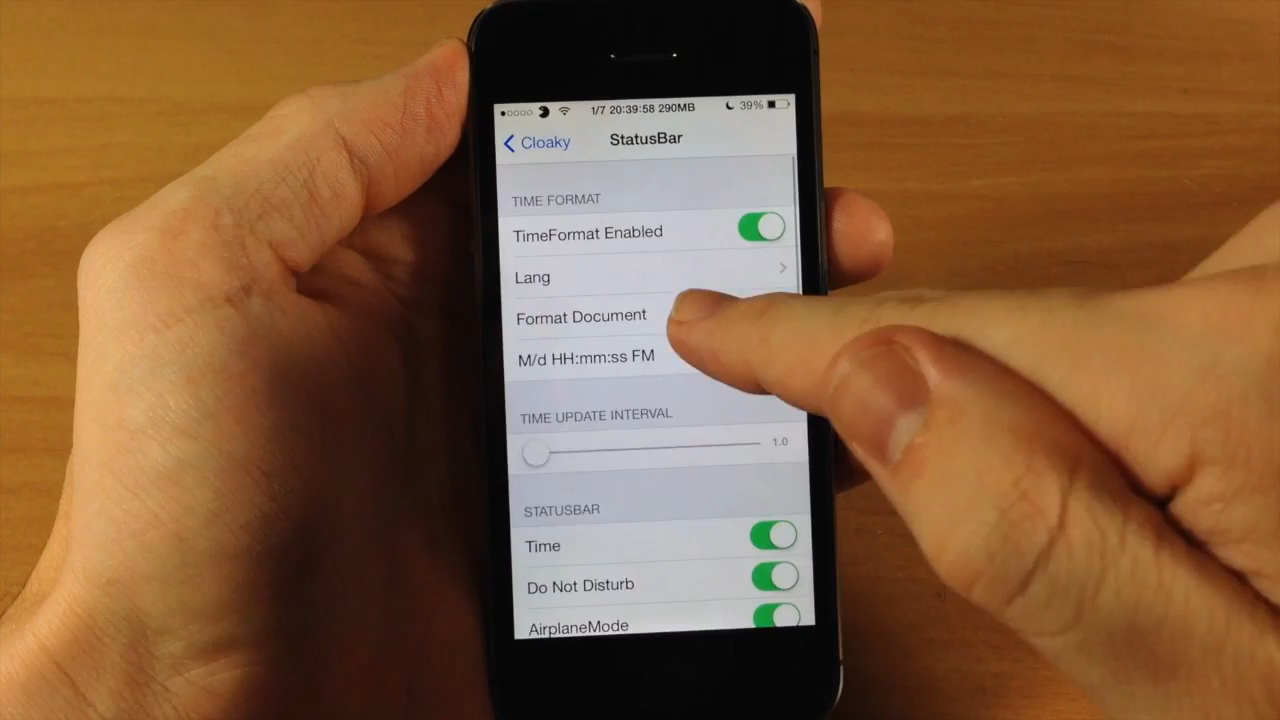 1/7 20:39:58 290MB 39%
Cloaky StatusBar
TIME FORMAT
TimeFormat Enabled
Lang
Format Document
M/d HH:mm:ss FM
TIME UPDATE INTERVAL
1.0
STATUSBAR
Time
Do Not Disturb
AirplaneMode